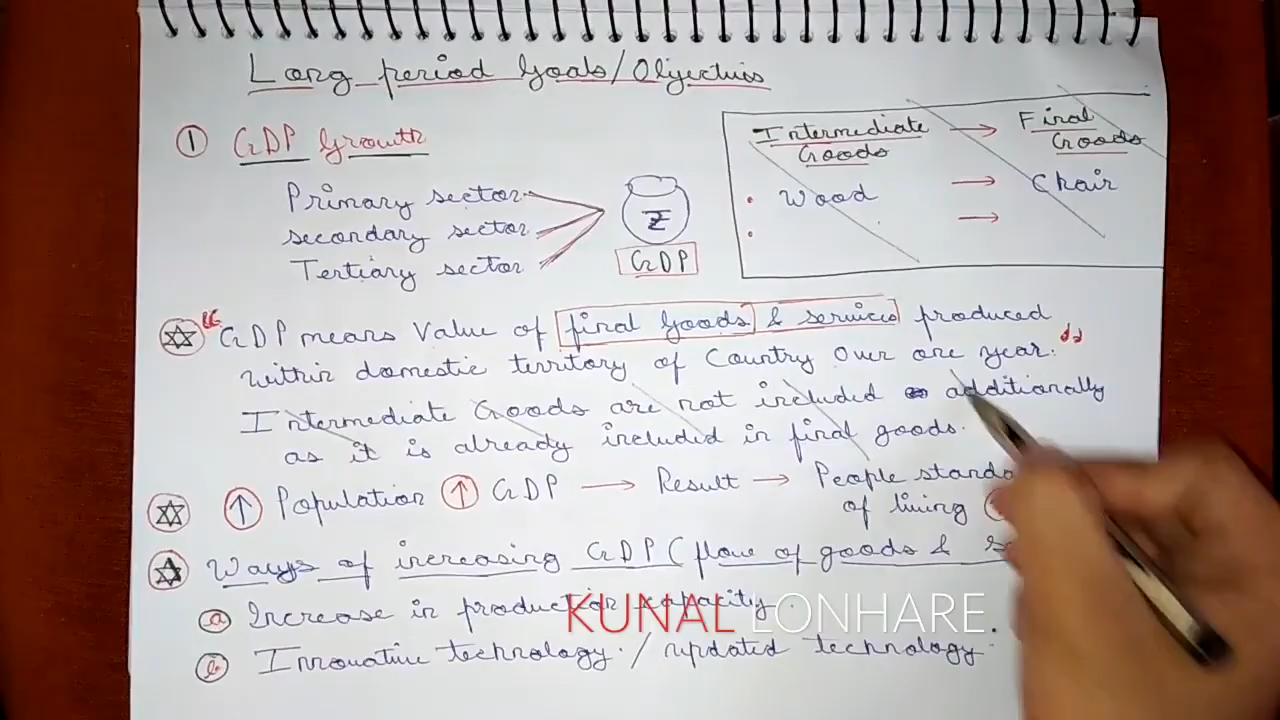 Long period Goals/Objectives
① GDP Growth
Primary sector
secondary sector
Tertiary sector
GDP
Intermediate Goods → Final Goods
• Wood → Chair
• →
"GDP means Value of final Goods & services produced
within domestic territory of Country Over one year."
Intermediate Goods are not included additionally
as it is already included in final goods.
↑ Population ↑ GDP → Result → People
of living
Ways of increasing GDP (flow of goods &
ⓐ Increase in production capacity.
ⓑ Innovative technology./updated technology.
KUNAL LONHARE